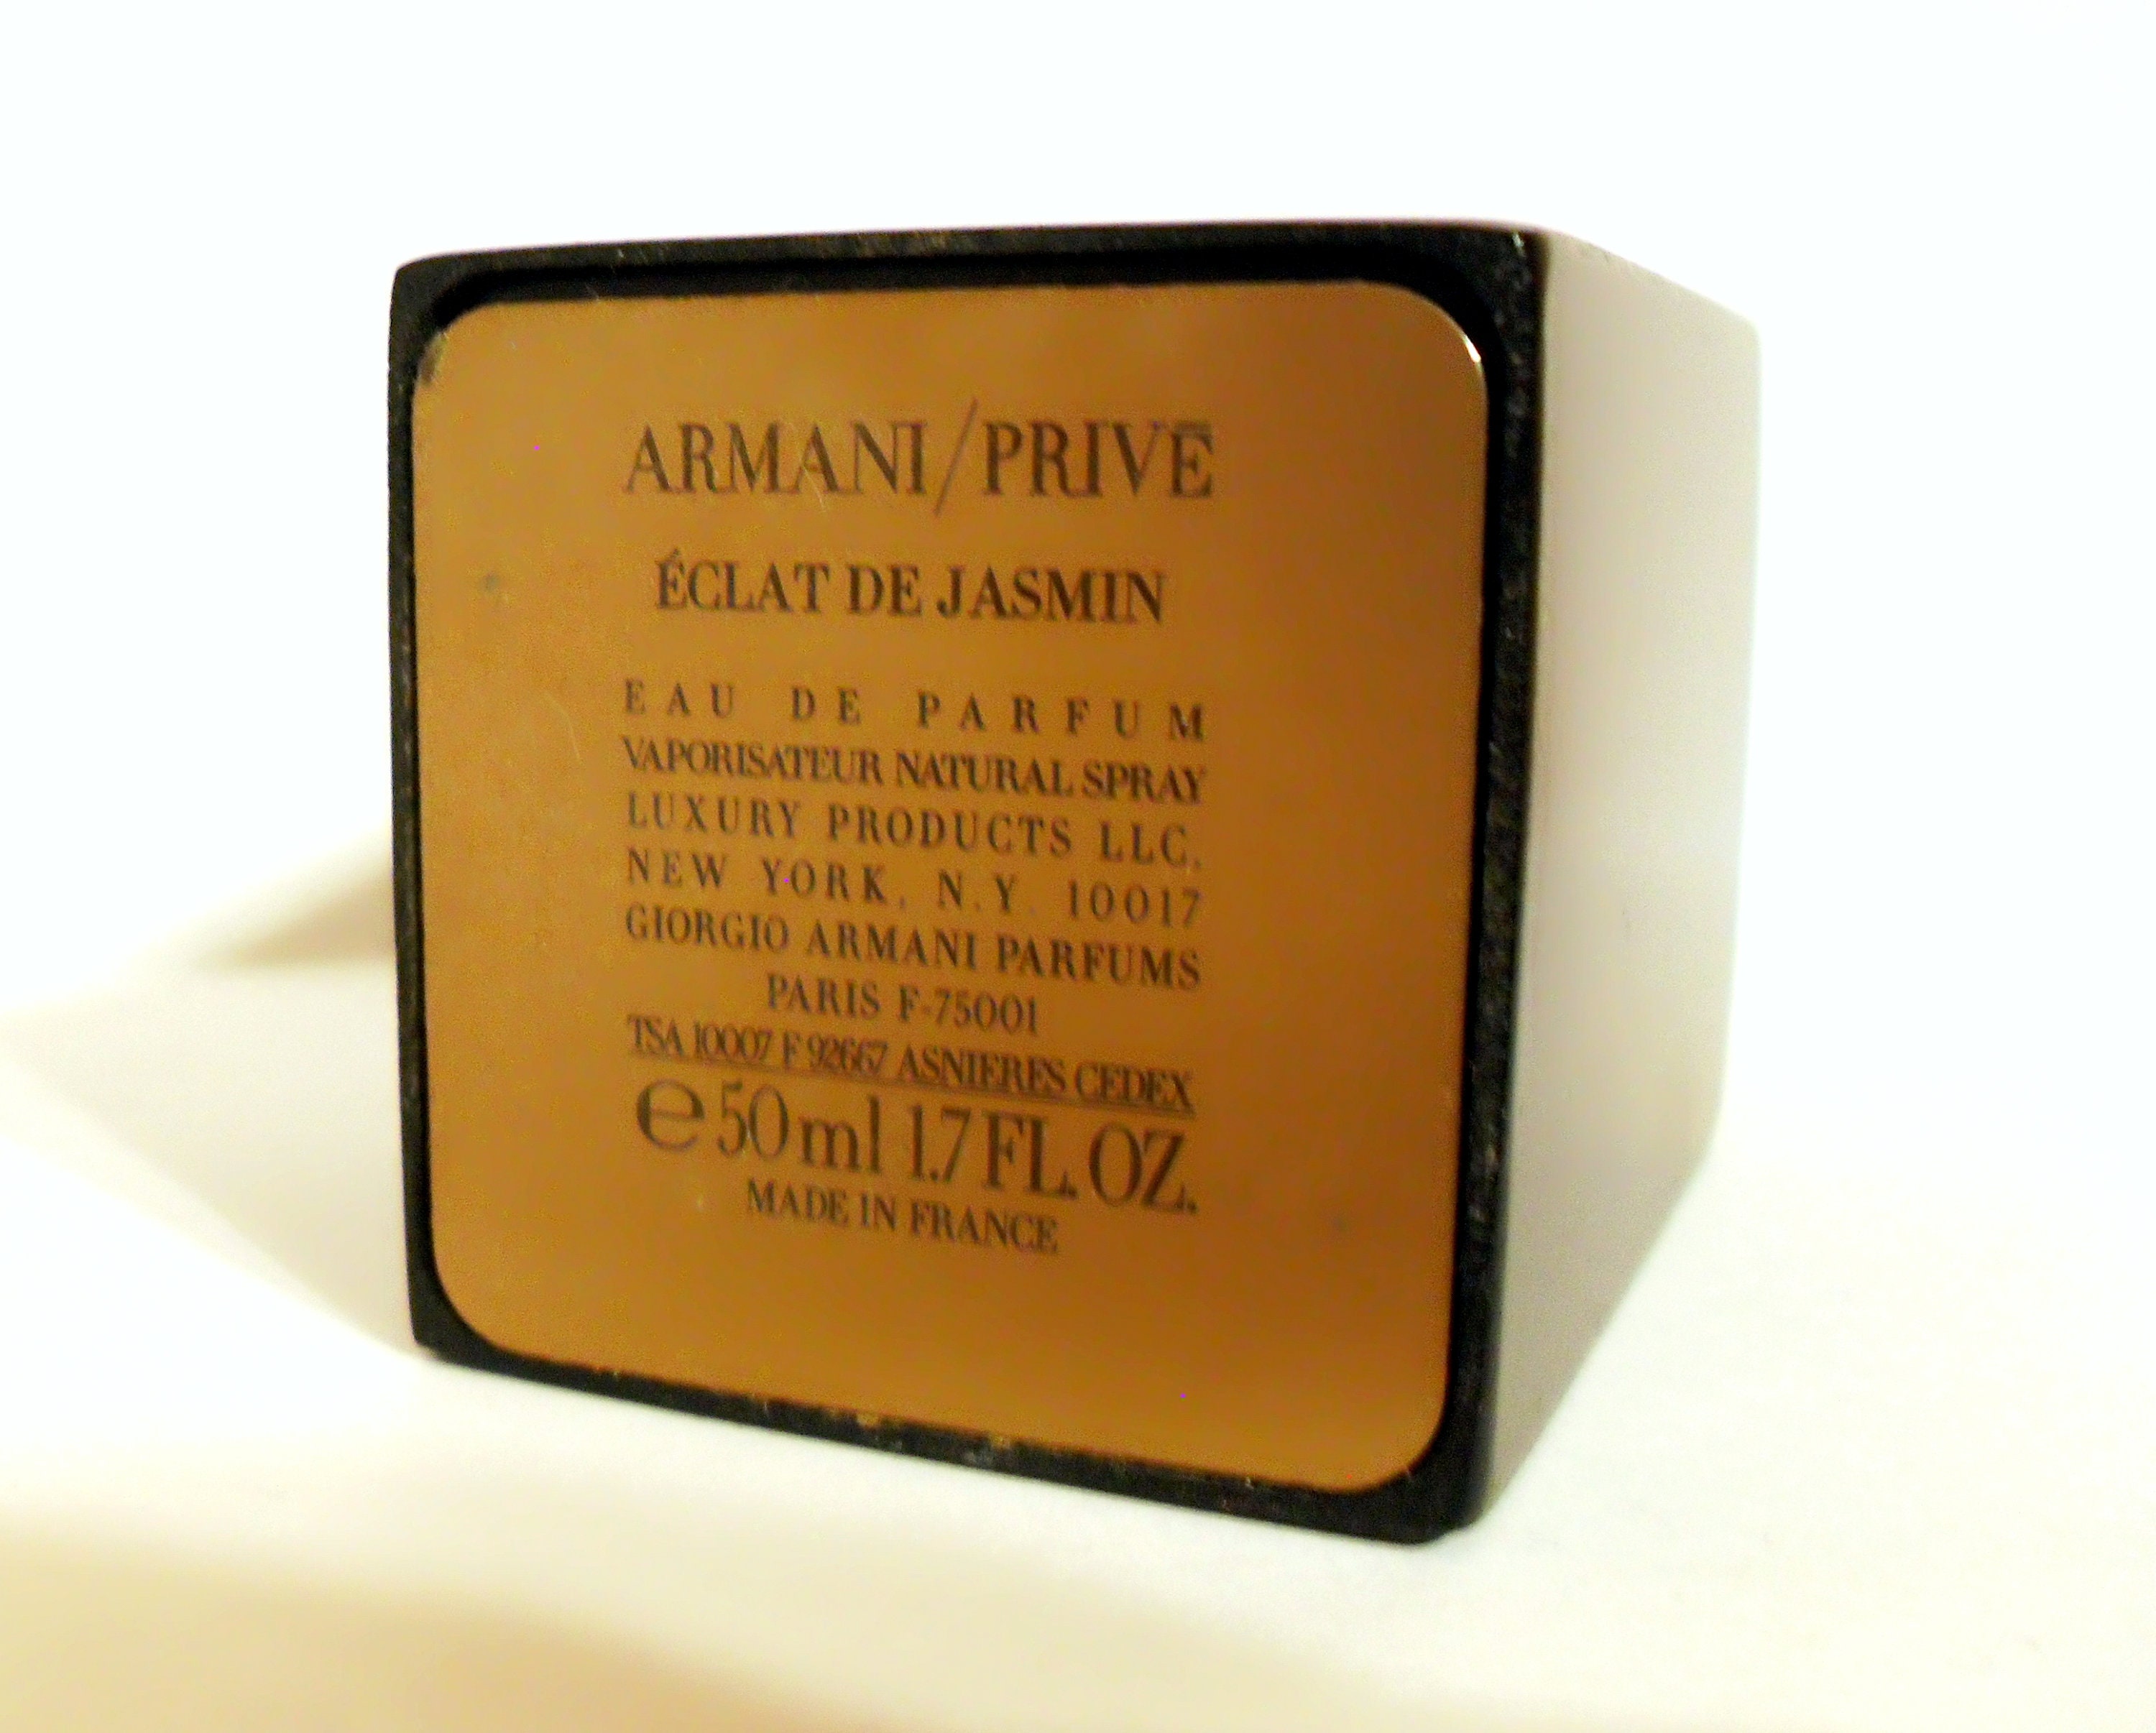 ARMANI/PRIVĒ
ÉCLAT DE JASMIN
EAU DE PARFUM
VAPORISATEUR NATURAL SPRAY
LUXURY PRODUCTS LLC.
NEW YORK, N.Y. 10017
GIORGIO ARMANI PARFUMS
PARIS F-75001
TSA 10007 F 92667 ASNIERES CEDEX
℮ 50 ml 1.7 FL. OZ.
MADE IN FRANCE